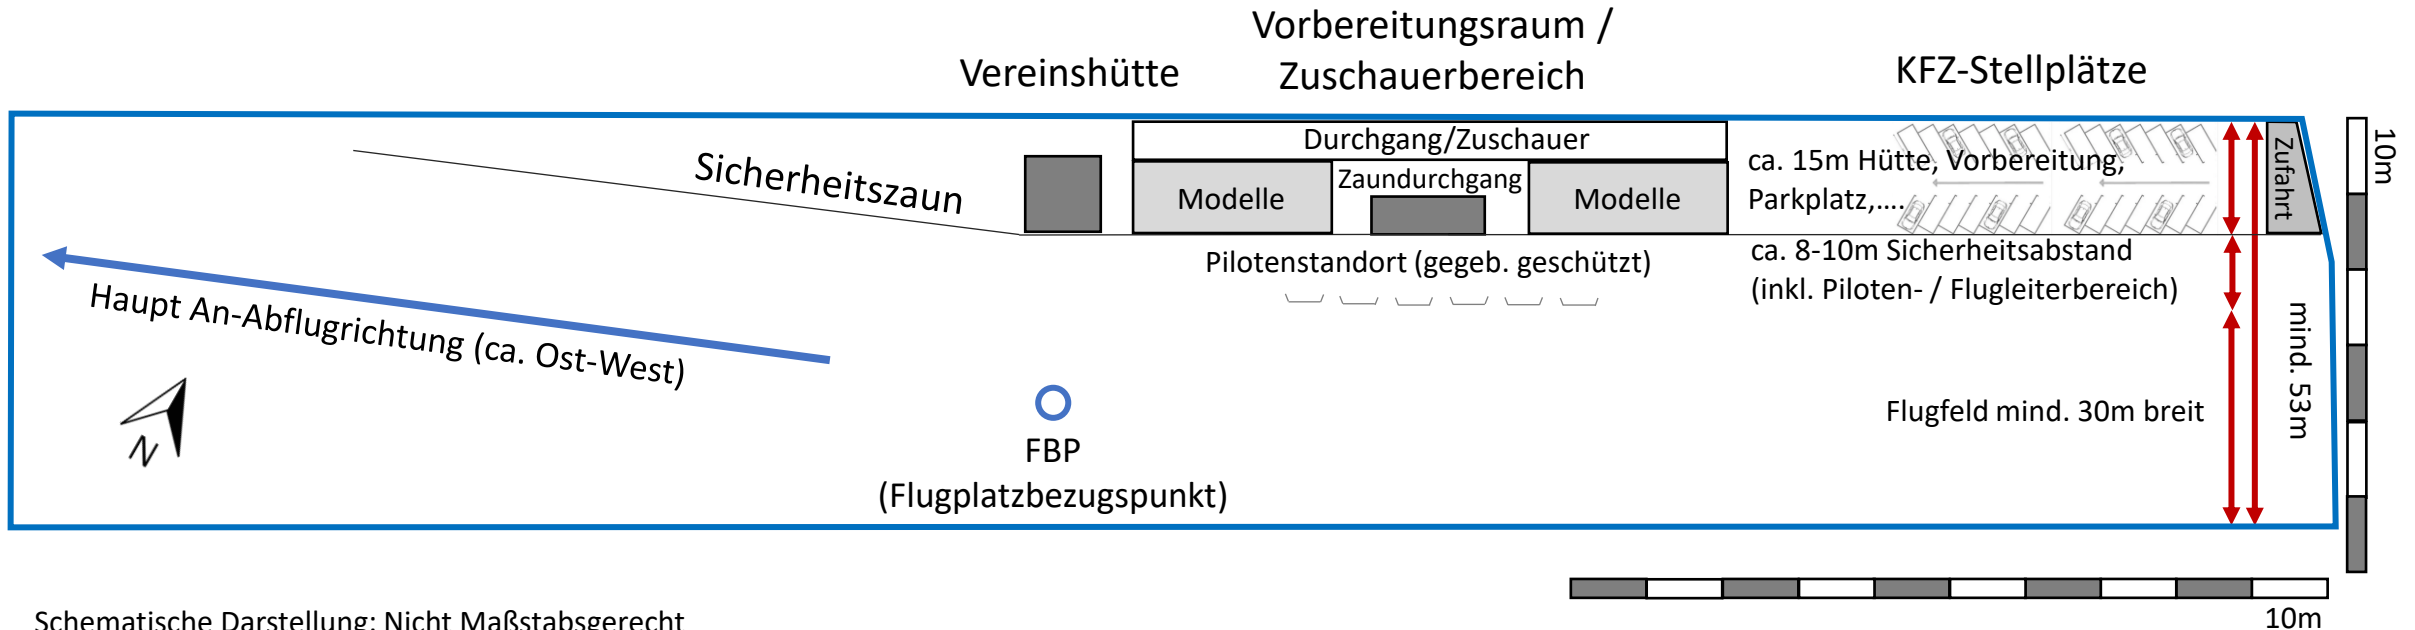 Vorbereitungsraum /
Zuschauerbereich
Vereinshütte
KFZ-Stellplätze
Durchgang/Zuschauer
Sicherheitszaun
Modelle
Zaundurchgang
Modelle
ca. 15m Hütte, Vorbereitung,
Parkplatz,....
Zufahrt
10m
Pilotenstandort (gegeb. geschützt)
ca. 8-10m Sicherheitsabstand
(inkl. Piloten- / Flugleiterbereich)
Haupt An-Abflugrichtung (ca. Ost-West)
mind. 53m
N
Flugfeld mind. 30m breit
FBP
(Flugplatzbezugspunkt)
10m
Schematische Darstellung: Nicht Maßstabsgerecht